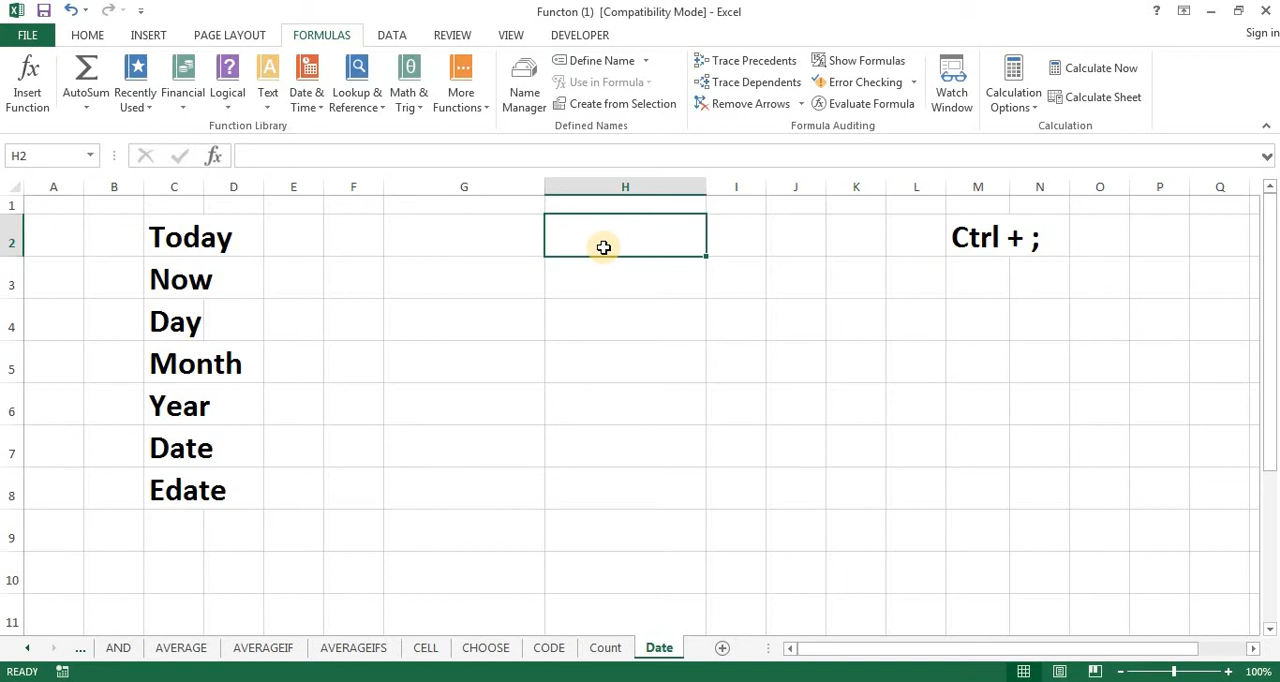 Functon (1) [Compatibility Mode] - Excel
?
Sign in
FILE HOME INSERT PAGE LAYOUT FORMULAS DATA REVIEW VIEW DEVELOPER
fx Insert Function
AutoSum
Recently Used
Financial
Logical
Text
Date & Time
Lookup & Reference
Math & Trig
More Functions
Function Library
Name Manager
Define Name
Use in Formula
Create from Selection
Defined Names
Trace Precedents
Trace Dependents
Remove Arrows
Show Formulas
Error Checking
Evaluate Formula
Formula Auditing
Watch Window
Calculation Options
Calculate Now
Calculate Sheet
Calculation
H2 fx
A B C D E F G H I J K L M N O P Q
1
2 Today Ctrl + ;
3 Now
4 Day
5 Month
6 Year
7 Date
8 Edate
9
10
11
... AND AVERAGE AVERAGEIF AVERAGEIFS CELL CHOOSE CODE Count Date
READY 100%